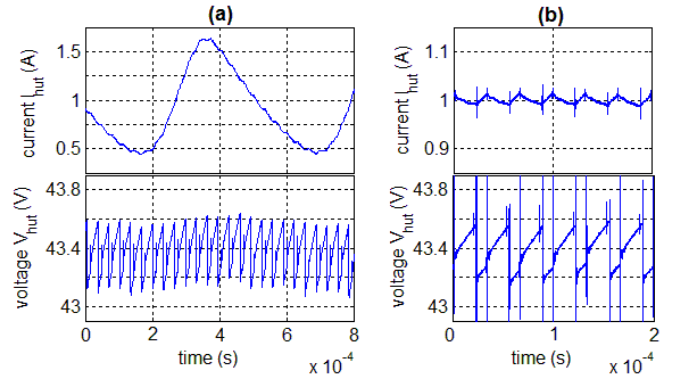 (a)
(b)
current I_hut (A)
1.5
1
0.5
current I_hut (A)
1.1
1
0.9
voltage V_hut (V)
43.8
43.4
43
voltage V_hut (V)
43.8
43.4
43
0 2 4 6 8
time (s)
x 10^-4
0 1 2
time (s)
x 10^-4